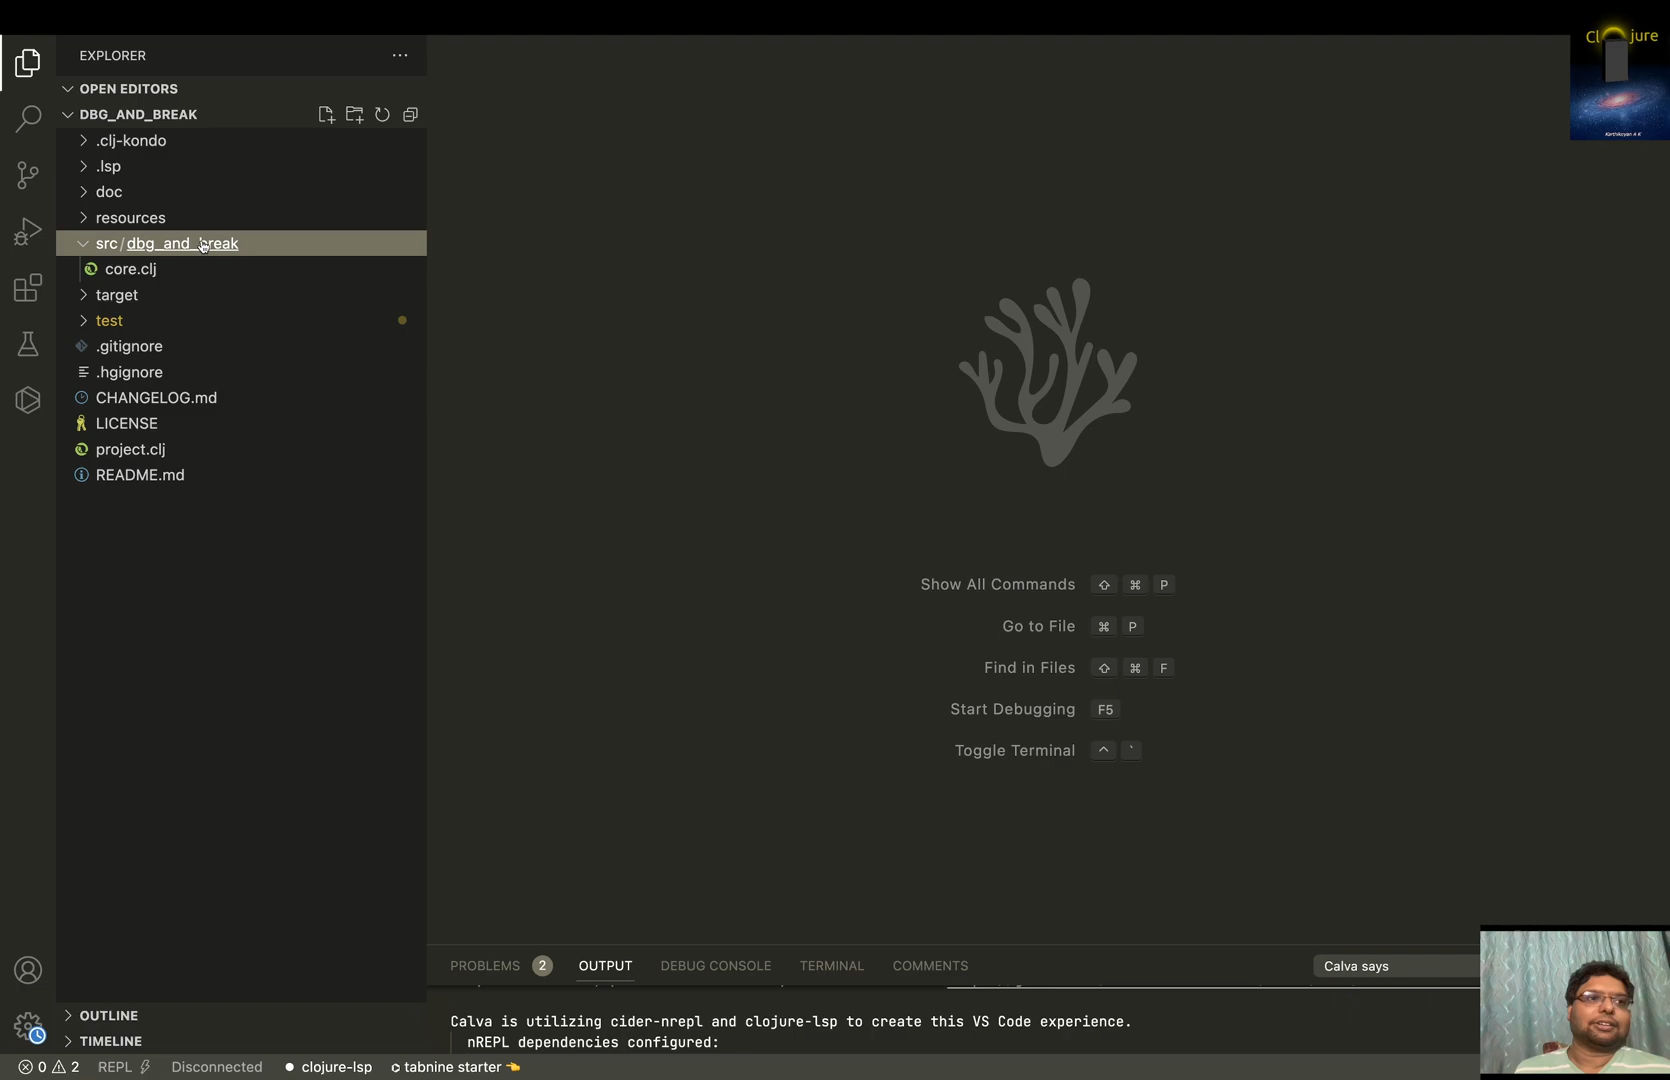 Cl jure
Karthikeyan A K
EXPLORER
OPEN EDITORS
DBG_AND_BREAK
.clj-kondo
.lsp
doc
resources
src / dbg_and_break
core.clj
target
test
.gitignore
.hgignore
CHANGELOG.md
LICENSE
project.clj
README.md
OUTLINE
TIMELINE
Show All Commands ⇧ ⌘ P
Go to File ⌘ P
Find in Files ⇧ ⌘ F
Start Debugging F5
Toggle Terminal ^ `
PROBLEMS 2 OUTPUT DEBUG CONSOLE TERMINAL COMMENTS Calva says
Calva is utilizing cider-nrepl and clojure-lsp to create this VS Code experience.
nREPL dependencies configured:
0 2 REPL Disconnected clojure-lsp tabnine starter